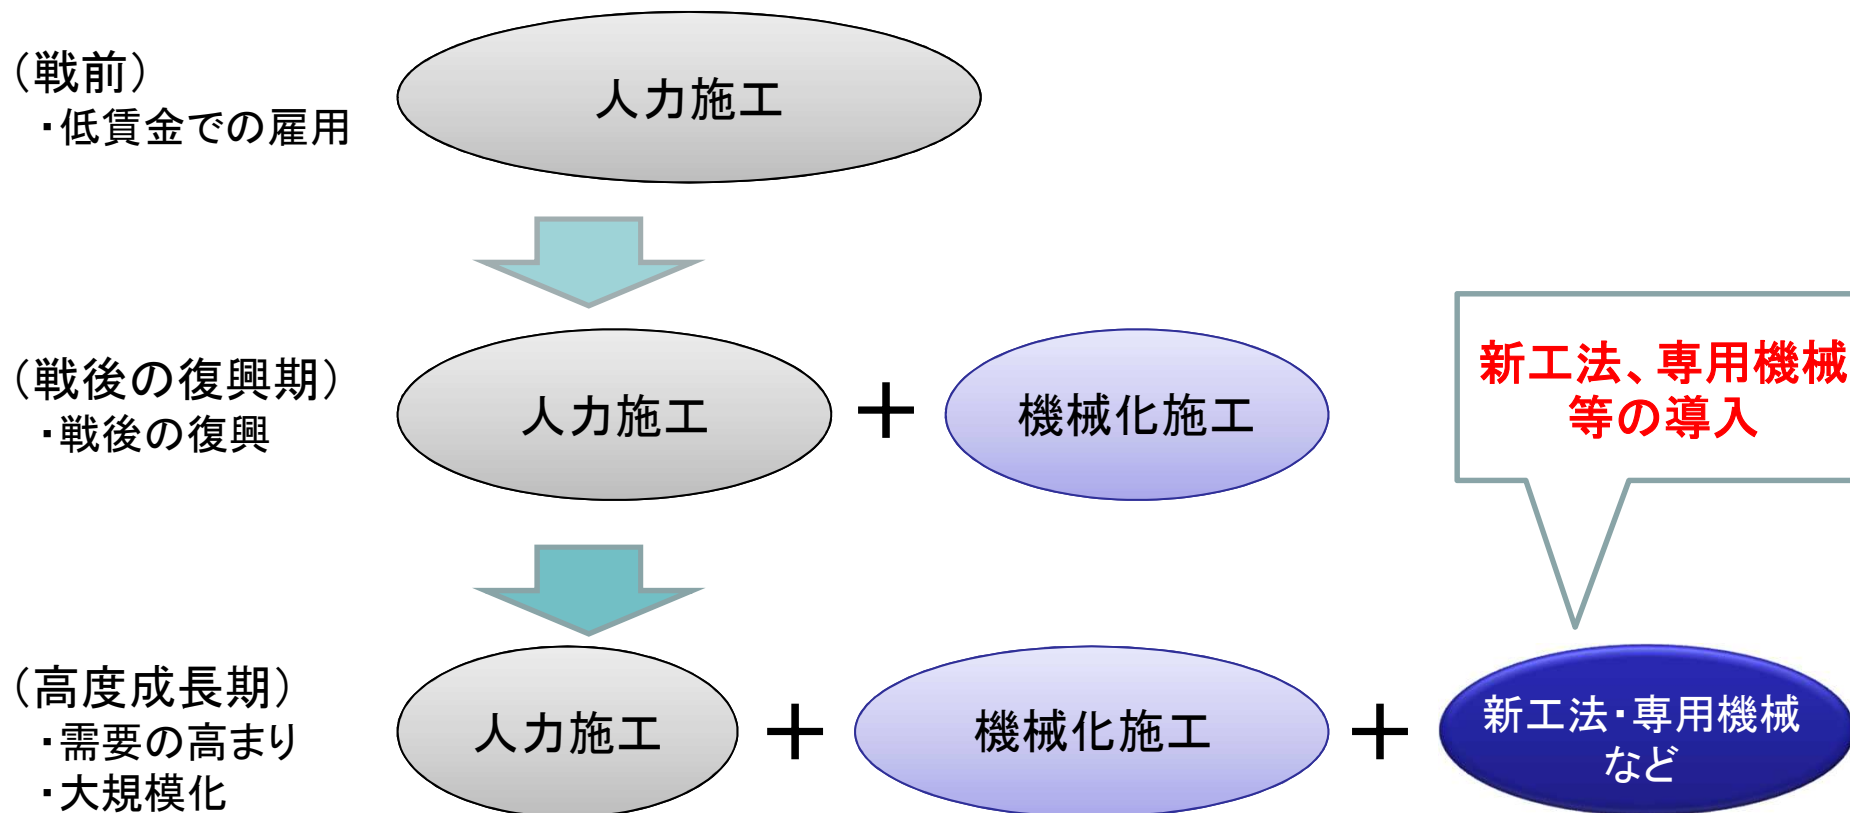 （戦前）
・低賃金での雇用
人力施工
（戦後の復興期）
・戦後の復興
人力施工
＋
機械化施工
新工法、専用機械
等の導入
（高度成長期）
・需要の高まり
・大規模化
人力施工
＋
機械化施工
＋
新工法・専用機械
など